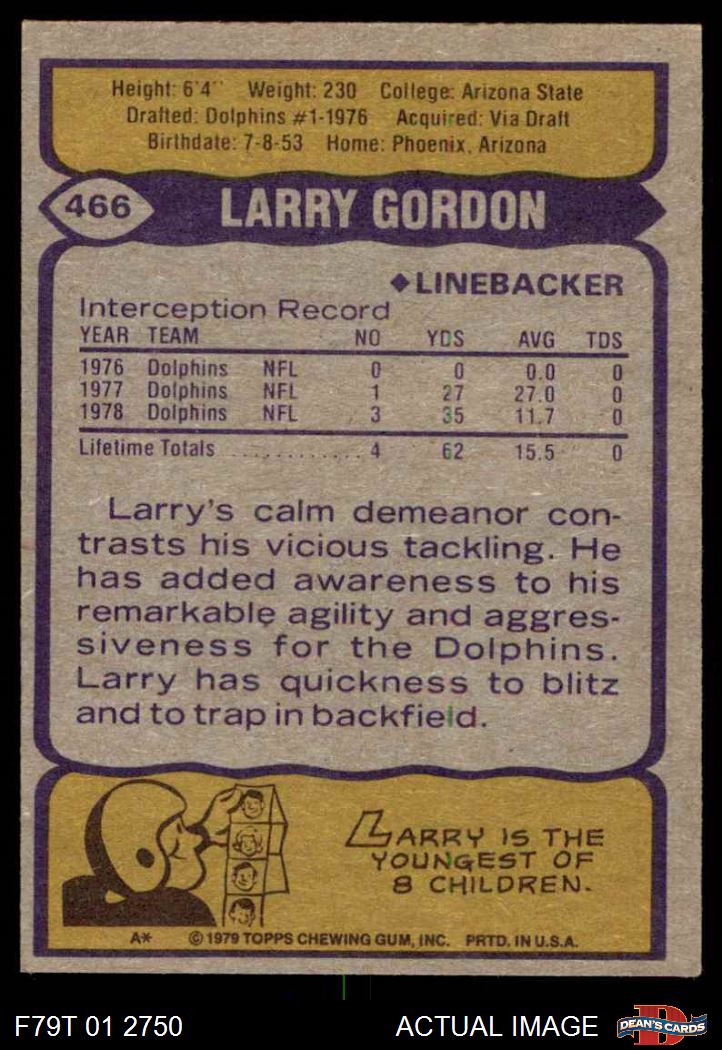 Height: 6'4" Weight: 230 College: Arizona State
Drafted: Dolphins #1-1976 Acquired: Via Draft
Birthdate: 7-8-53 Home: Phoenix, Arizona
466 LARRY GORDON
◆LINEBACKER
Interception Record
YEAR TEAM NO YDS AVG TDS
1976 Dolphins NFL 0 0 0.0 0
1977 Dolphins NFL 1 27 27.0 0
1978 Dolphins NFL 3 35 11.7 0
Lifetime Totals ............ 4 62 15.5 0
Larry's calm demeanor con-
trasts his vicious tackling. He
has added awareness to his
remarkable agility and aggres-
siveness for the Dolphins.
Larry has quickness to blitz
and to trap in backfield.
LARRY IS THE
YOUNGEST OF
8 CHILDREN.
A* © 1979 TOPPS CHEWING GUM, INC. PRTD. IN U.S.A.
F79T 01 2750 ACTUAL IMAGE D DEAN'S CARDS